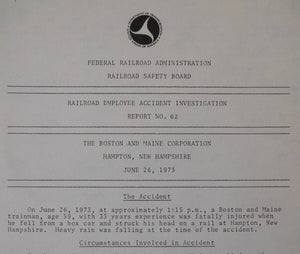 FEDERAL RAILROAD ADMINISTRATION
RAILROAD SAFETY BOARD
RAILROAD EMPLOYEE ACCIDENT INVESTIGATION
REPORT NO. 62
THE BOSTON AND MAINE CORPORATION
HAMPTON, NEW HAMPSHIRE
JUNE 26, 1973
The Accident
On June 26, 1973, at approximately 1:15 p.m., a Boston and Maine
trainman, age 59, with 35 years experience was fatally injured when
he fell from a box car and struck his head on a rail at Hampton, New
Hampshire. Heavy rain was falling at the time of the accident.
Circumstances Involved in Accident